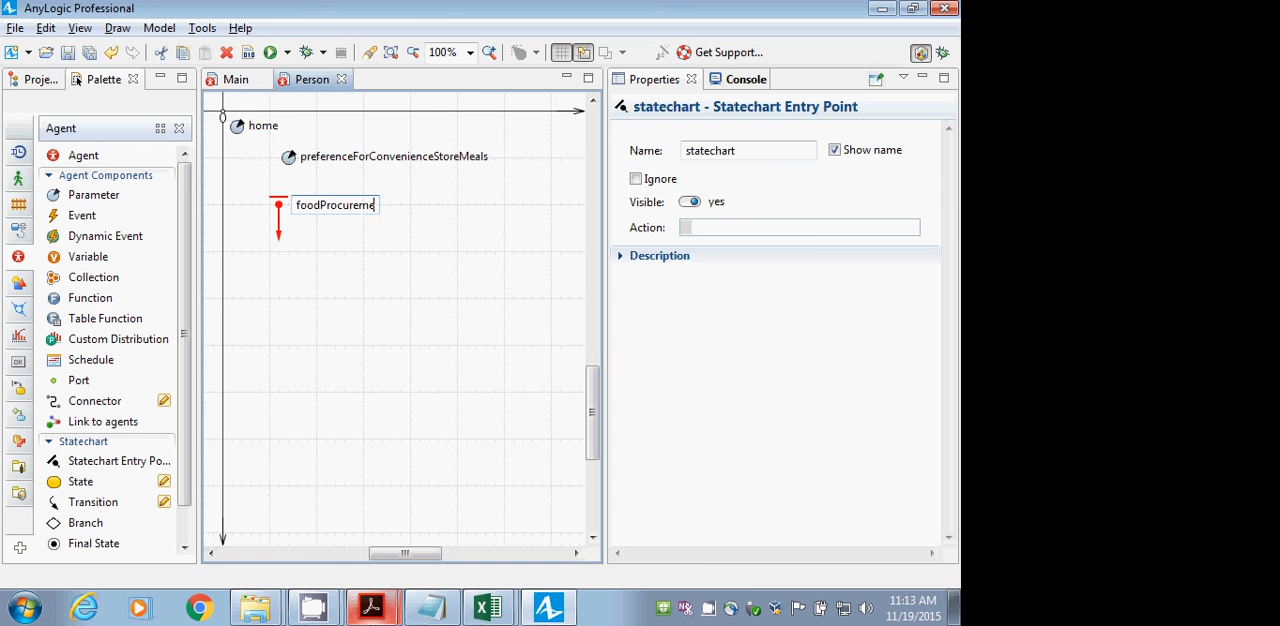 AnyLogic Professional
File Edit View Draw Model Tools Help
100% Get Support...
Proje... Palette Main Person Properties Console
Agent
Agent
Agent Components
Parameter
Event
Dynamic Event
Variable
Collection
Function
Table Function
Custom Distribution
Schedule
Port
Connector
Link to agents
Statechart
Statechart Entry Po...
State
Transition
Branch
Final State
0
home
preferenceForConvenienceStoreMeals
foodProcureme
statechart - Statechart Entry Point
Name: statechart Show name
Ignore
Visible: yes
Action:
Description
11:13 AM
11/19/2015